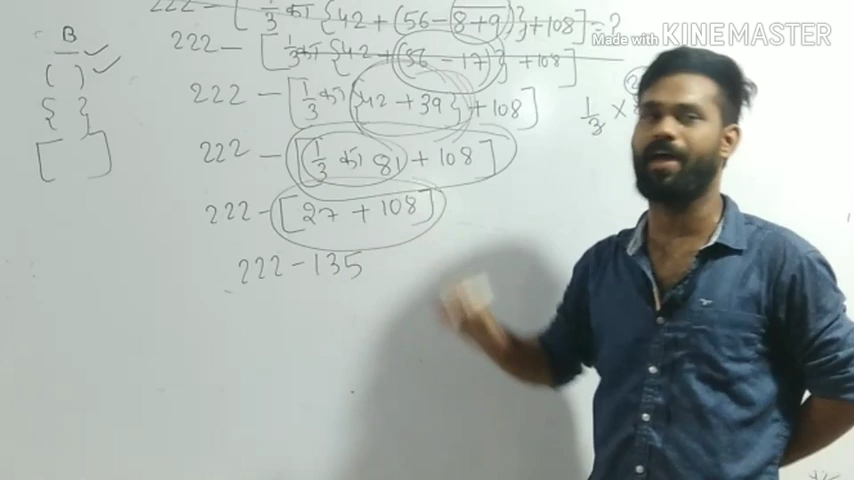 222 - [ 1/3 का {42 + (56 - 8+9)} + 108 ] = ?
Made with KINEMASTER
B
222 - [ 1/3 का {42 + (56 - 17)} + 108 ]
( )
222 - [ 1/3 का {42 + 39} + 108 ]
1/3 ×
{ }
222 - [ 1/3 का 81 + 108 ]
[ ]
222 - [ 27 + 108 ]
222 - 135